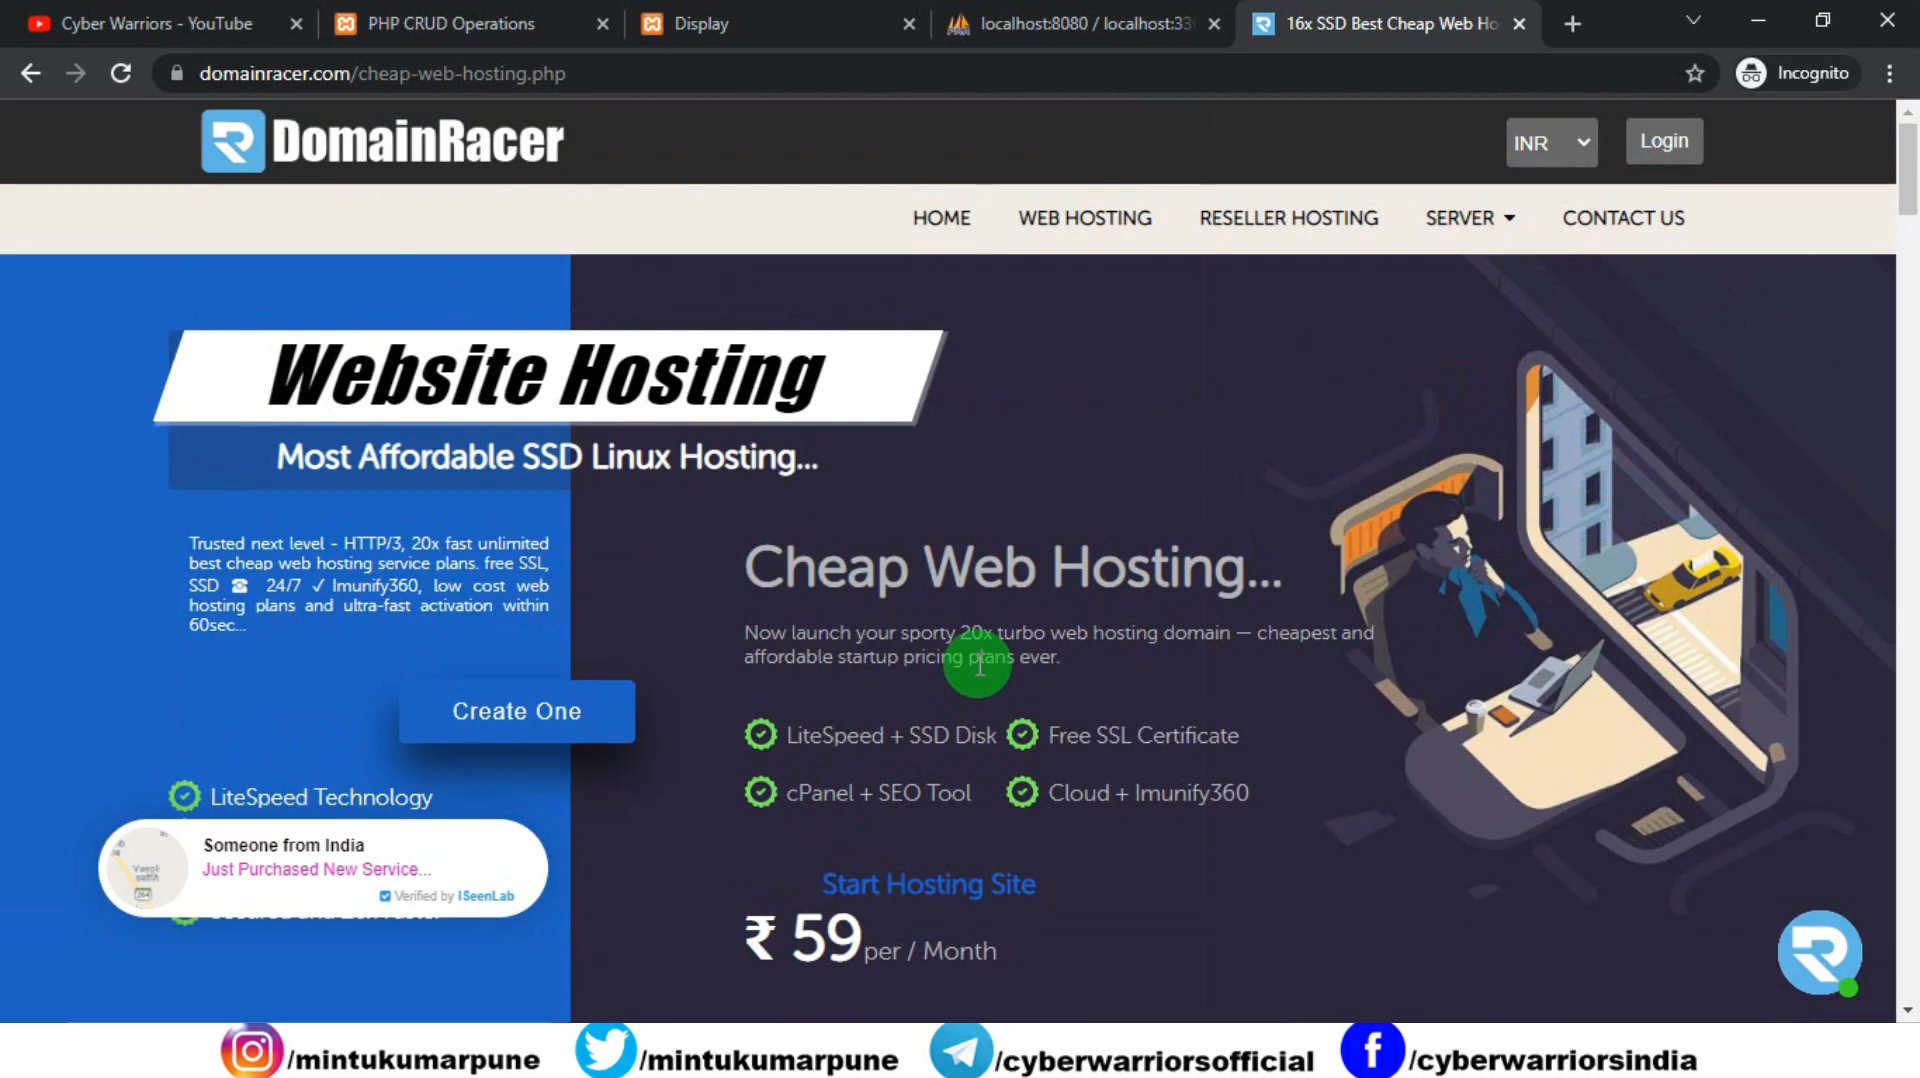 Cyber Warriors - YouTube
PHP CRUD Operations
Display
localhost:8080 / localhost:33
16x SSD Best Cheap Web Ho
domainracer.com/cheap-web-hosting.php
Incognito
DomainRacer
INR
Login
HOME
WEB HOSTING
RESELLER HOSTING
SERVER
CONTACT US
Website Hosting
Most Affordable SSD Linux Hosting...
Trusted next level - HTTP/3, 20x fast unlimited
best cheap web hosting service plans. free SSL,
SSD ☎ 24/7 ✓ Imunify360, low cost web
hosting plans and ultra-fast activation within
60sec...
Create One
LiteSpeed Technology
Someone from India
Just Purchased New Service...
Verified by ISeenLab
Cheap Web Hosting...
Now launch your sporty 20x turbo web hosting domain — cheapest and
affordable startup pricing plans ever.
LiteSpeed + SSD Disk
Free SSL Certificate
cPanel + SEO Tool
Cloud + Imunify360
Start Hosting Site
₹ 59 per / Month
/mintukumarpune
/mintukumarpune
/cyberwarriorsofficial
/cyberwarriorsindia